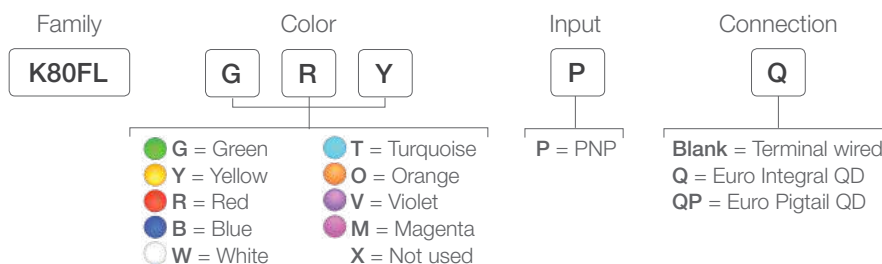 Family Color Input Connection
K80FL G R Y P Q
G = Green T = Turquoise P = PNP Blank = Terminal wired
Y = Yellow O = Orange Q = Euro Integral QD
R = Red V = Violet QP = Euro Pigtail QD
B = Blue M = Magenta
W = White X = Not used